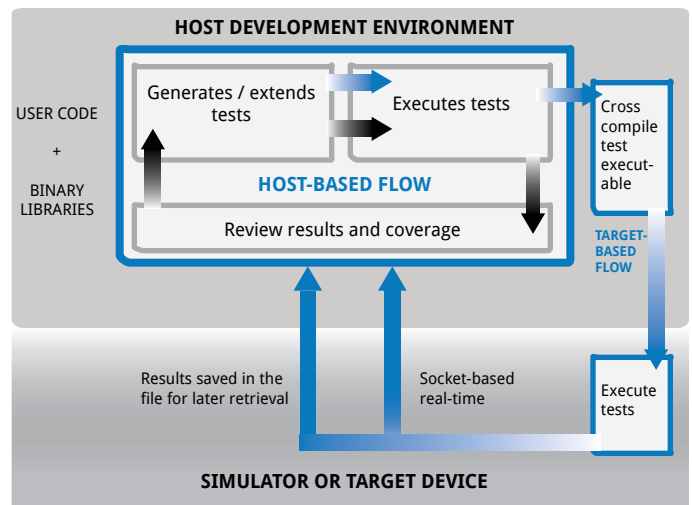 HOST DEVELOPMENT ENVIRONMENT
USER CODE
+
BINARY
LIBRARIES
Generates / extends
tests
Executes tests
HOST-BASED FLOW
Review results and coverage
Cross
compile
test
execut-
able
TARGET-
BASED
FLOW
Results saved in the
file for later retrieval
Socket-based
real-time
Execute
tests
SIMULATOR OR TARGET DEVICE